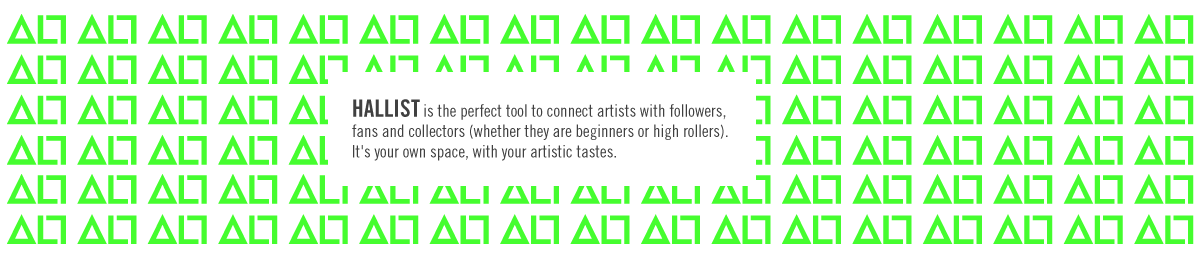 HALLIST is the perfect tool to connect artists with followers,
fans and collectors (whether they are beginners or high rollers).
It's your own space, with your artistic tastes.